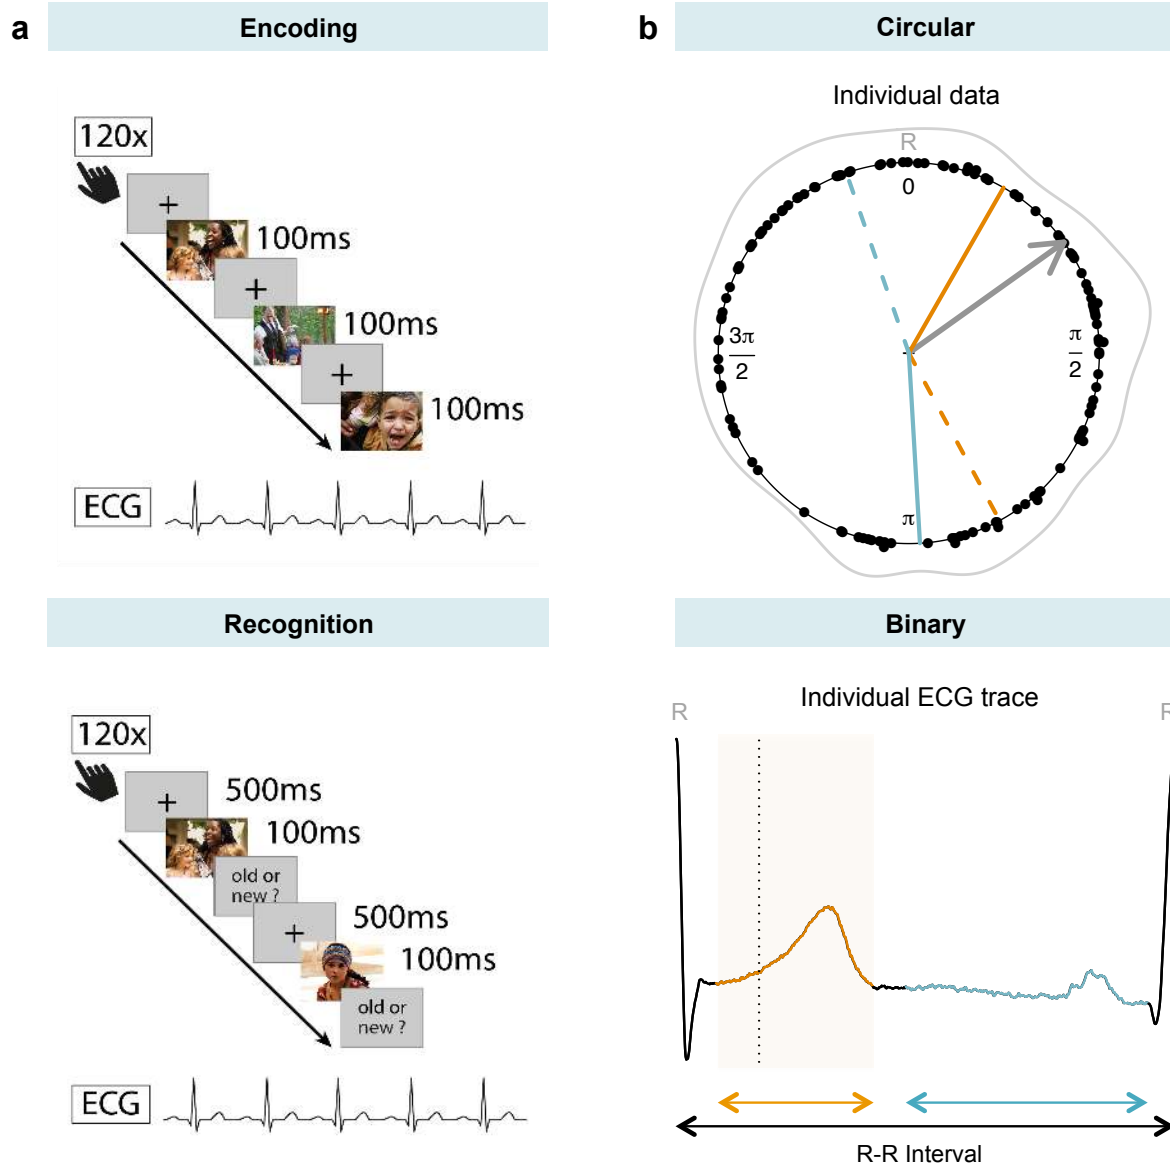 a
Encoding
120x
100ms
100ms
100ms
ECG
Recognition
120x
500ms
100ms
old or
new ?
500ms
100ms
old or
new ?
ECG
b
Circular
Individual data
R
0
3π
2
π
2
π
Binary
Individual ECG trace
R
R
R-R Interval